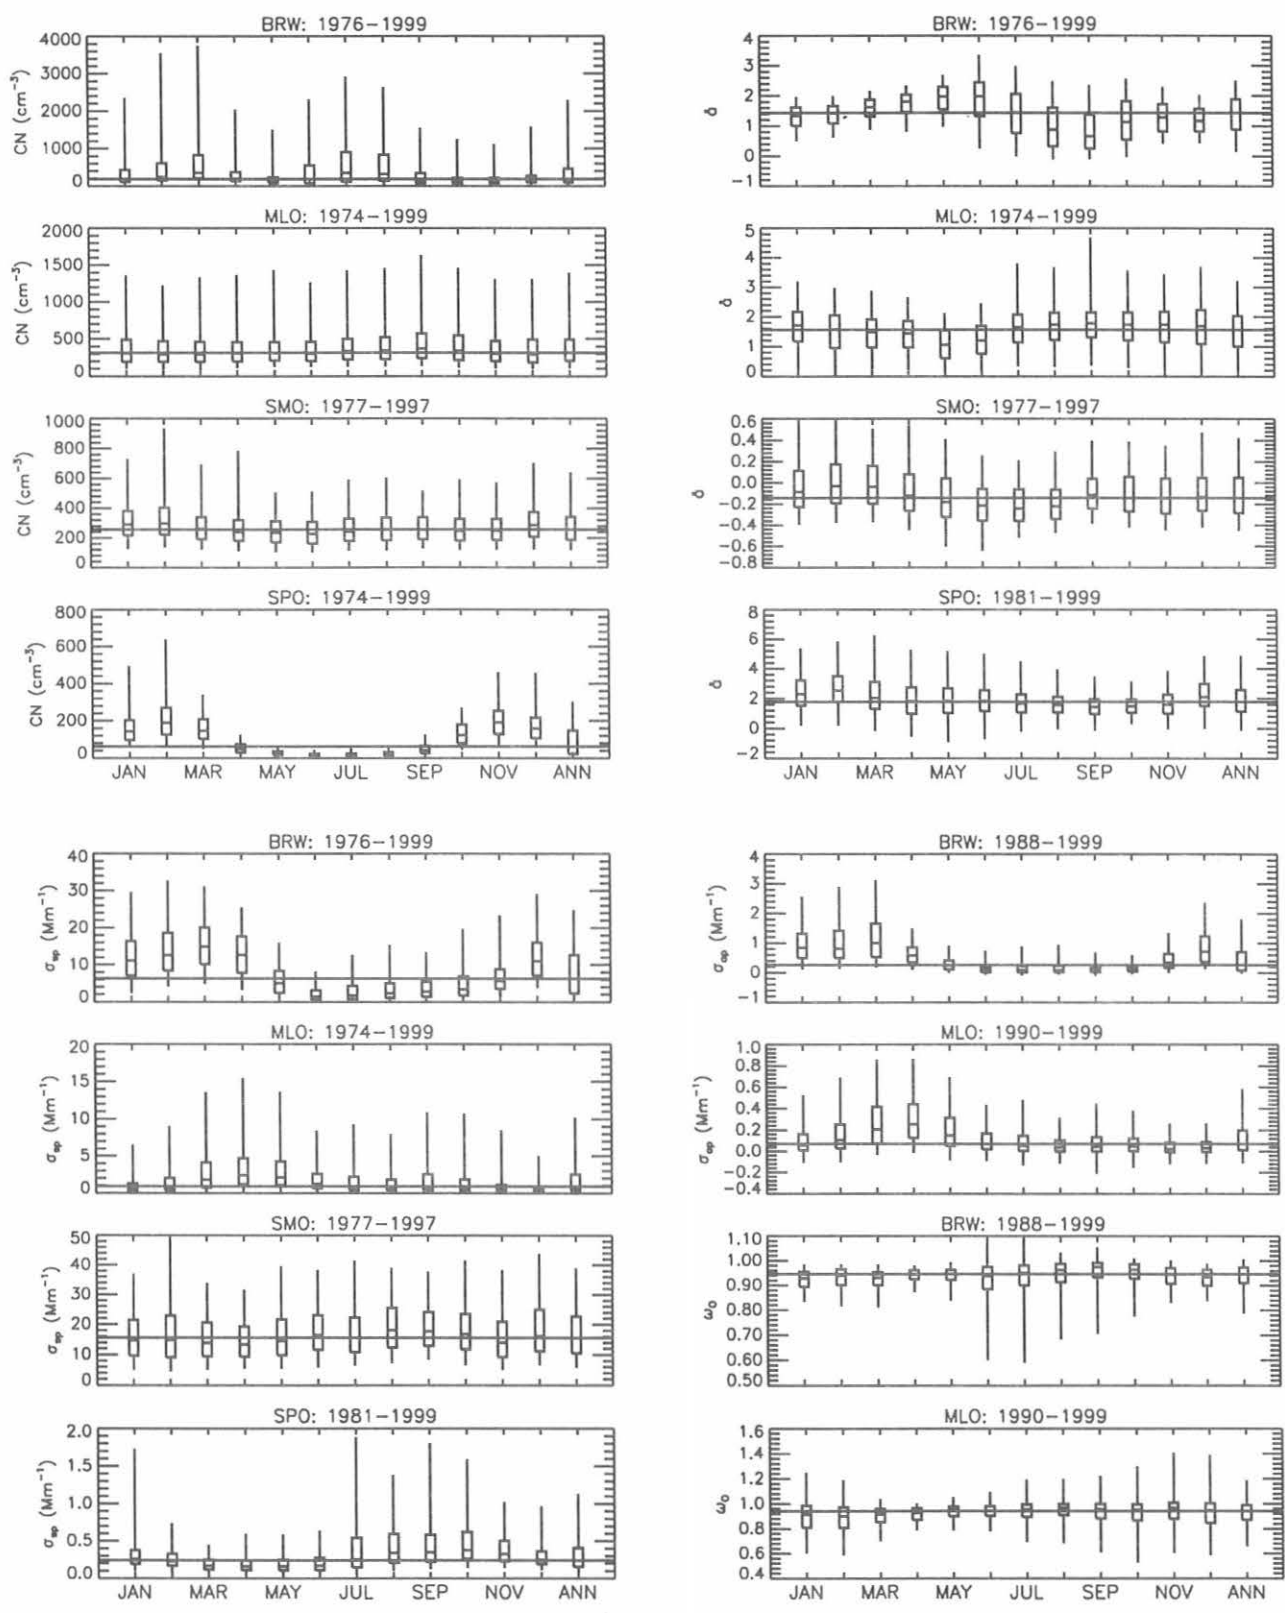 BRW: 1976−1999
CN (cm⁻³)
4000
3000
2000
1000
0
MLO: 1974−1999
CN (cm⁻³)
2000
1500
1000
500
0
SMO: 1977−1997
CN (cm⁻³)
1000
800
600
400
200
0
SPO: 1974−1999
CN (cm⁻³)
800
600
400
200
0
JAN MAR MAY JUL SEP NOV ANN
BRW: 1976−1999
å
4
3
2
1
0
−1
MLO: 1974−1999
å
5
4
3
2
1
0
SMO: 1977−1997
å
0.6
0.4
0.2
0.0
−0.2
−0.4
−0.6
−0.8
SPO: 1981−1999
å
8
6
4
2
0
−2
JAN MAR MAY JUL SEP NOV ANN
BRW: 1976−1999
σsp (Mm⁻¹)
40
30
20
10
0
MLO: 1974−1999
σsp (Mm⁻¹)
20
15
10
5
0
SMO: 1977−1997
σsp (Mm⁻¹)
50
40
30
20
10
0
SPO: 1981−1999
σsp (Mm⁻¹)
2.0
1.5
1.0
0.5
0.0
JAN MAR MAY JUL SEP NOV ANN
BRW: 1988−1999
σap (Mm⁻¹)
4
3
2
1
0
−1
MLO: 1990−1999
σap (Mm⁻¹)
1.0
0.8
0.6
0.4
0.2
0.0
−0.2
−0.4
BRW: 1988−1999
ω₀
1.10
1.00
0.90
0.80
0.70
0.60
0.50
MLO: 1990−1999
ω₀
1.6
1.4
1.2
1.0
0.8
0.6
0.4
JAN MAR MAY JUL SEP NOV ANN